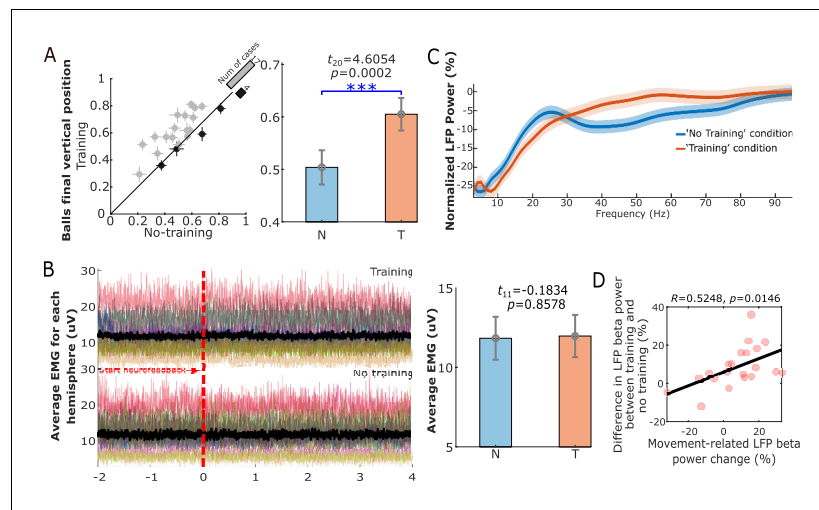 A
Balls final vertical position
Training
1
0.8
0.6
0.4
0.2
0
0
0.2
0.4
0.6
0.8
1
No-training
Num of cases
0.7
0.6
0.5
0.4
t20=4.6054
p=0.0002
***
N
T
C
Normalized LFP Power (%)
0
-5
-10
-15
-20
-25
'No Training' condition
'Training' condition
10
20
30
40
50
60
70
80
90
Frequency (Hz)
B
Average EMG for each
hemisphere (uV)
30
20
10
Training
30
Start neurofeedback
No training
20
10
-2
-1
0
1
2
3
4
Average EMG (uV)
15
10
5
t11=-0.1834
p=0.8578
N
T
D
Difference in LFP beta power
between training and
no training (%)
R=0.5248, p=0.0146
40
20
0
-20
-20
0
20
Movement-related LFP beta
power change (%)